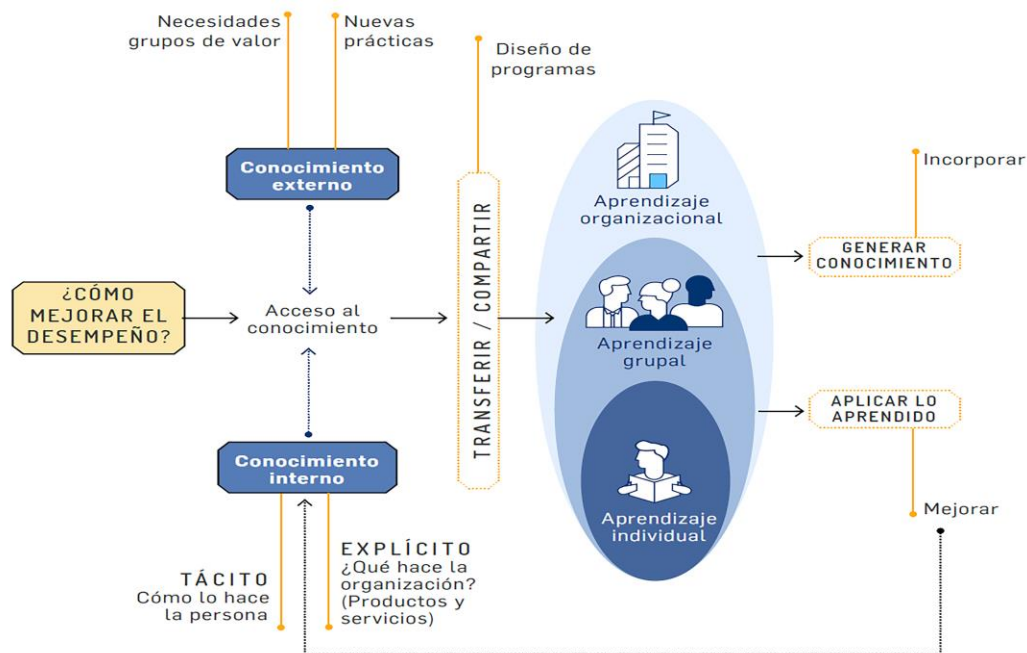 Necesidades
grupos de valor
Nuevas
prácticas
Diseño de
programas
Conocimiento
externo
¿CÓMO
MEJORAR EL
DESEMPEÑO?
Acceso al
conocimiento
TRANSFERIR / COMPARTIR
Aprendizaje
organizacional
Aprendizaje
grupal
Aprendizaje
individual
Incorporar
GENERAR
CONOCIMIENTO
APLICAR LO
APRENDIDO
Mejorar
Conocimiento
interno
TÁCITO
Cómo lo hace
la persona
EXPLÍCITO
¿Qué hace la
organización?
(Productos y
servicios)